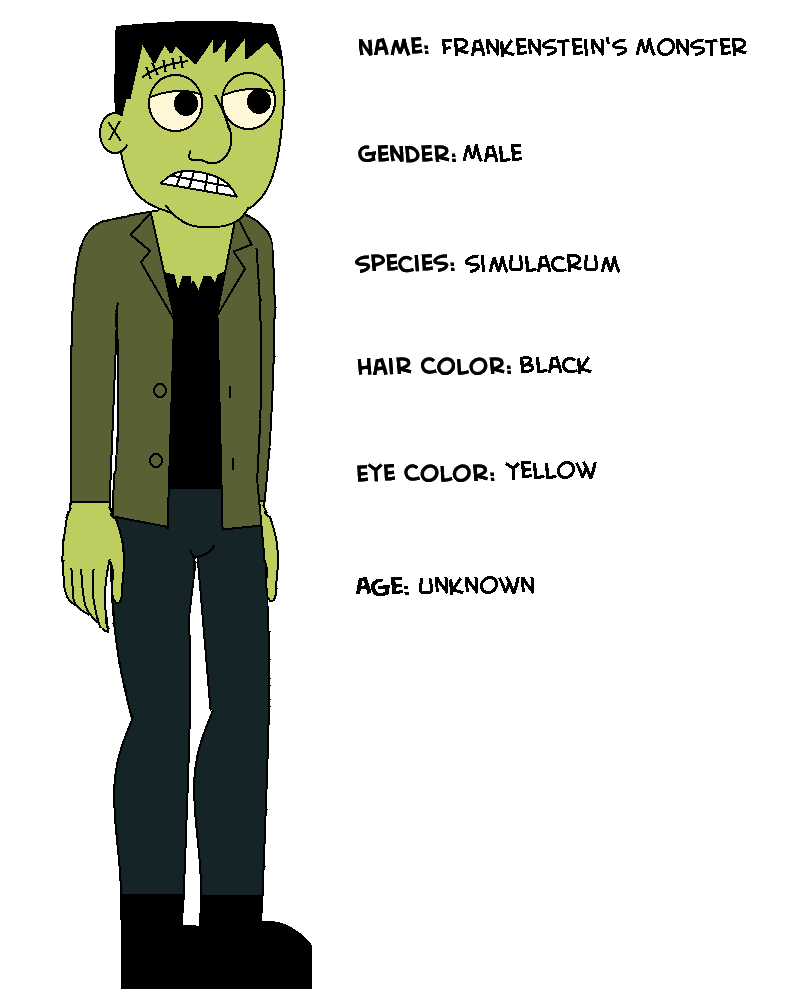 NAME: FRANKENSTEIN'S MONSTER
GENDER: MALE
SPECIES: SIMULACRUM
HAIR COLOR: BLACK
EYE COLOR: YELLOW
AGE: UNKNOWN